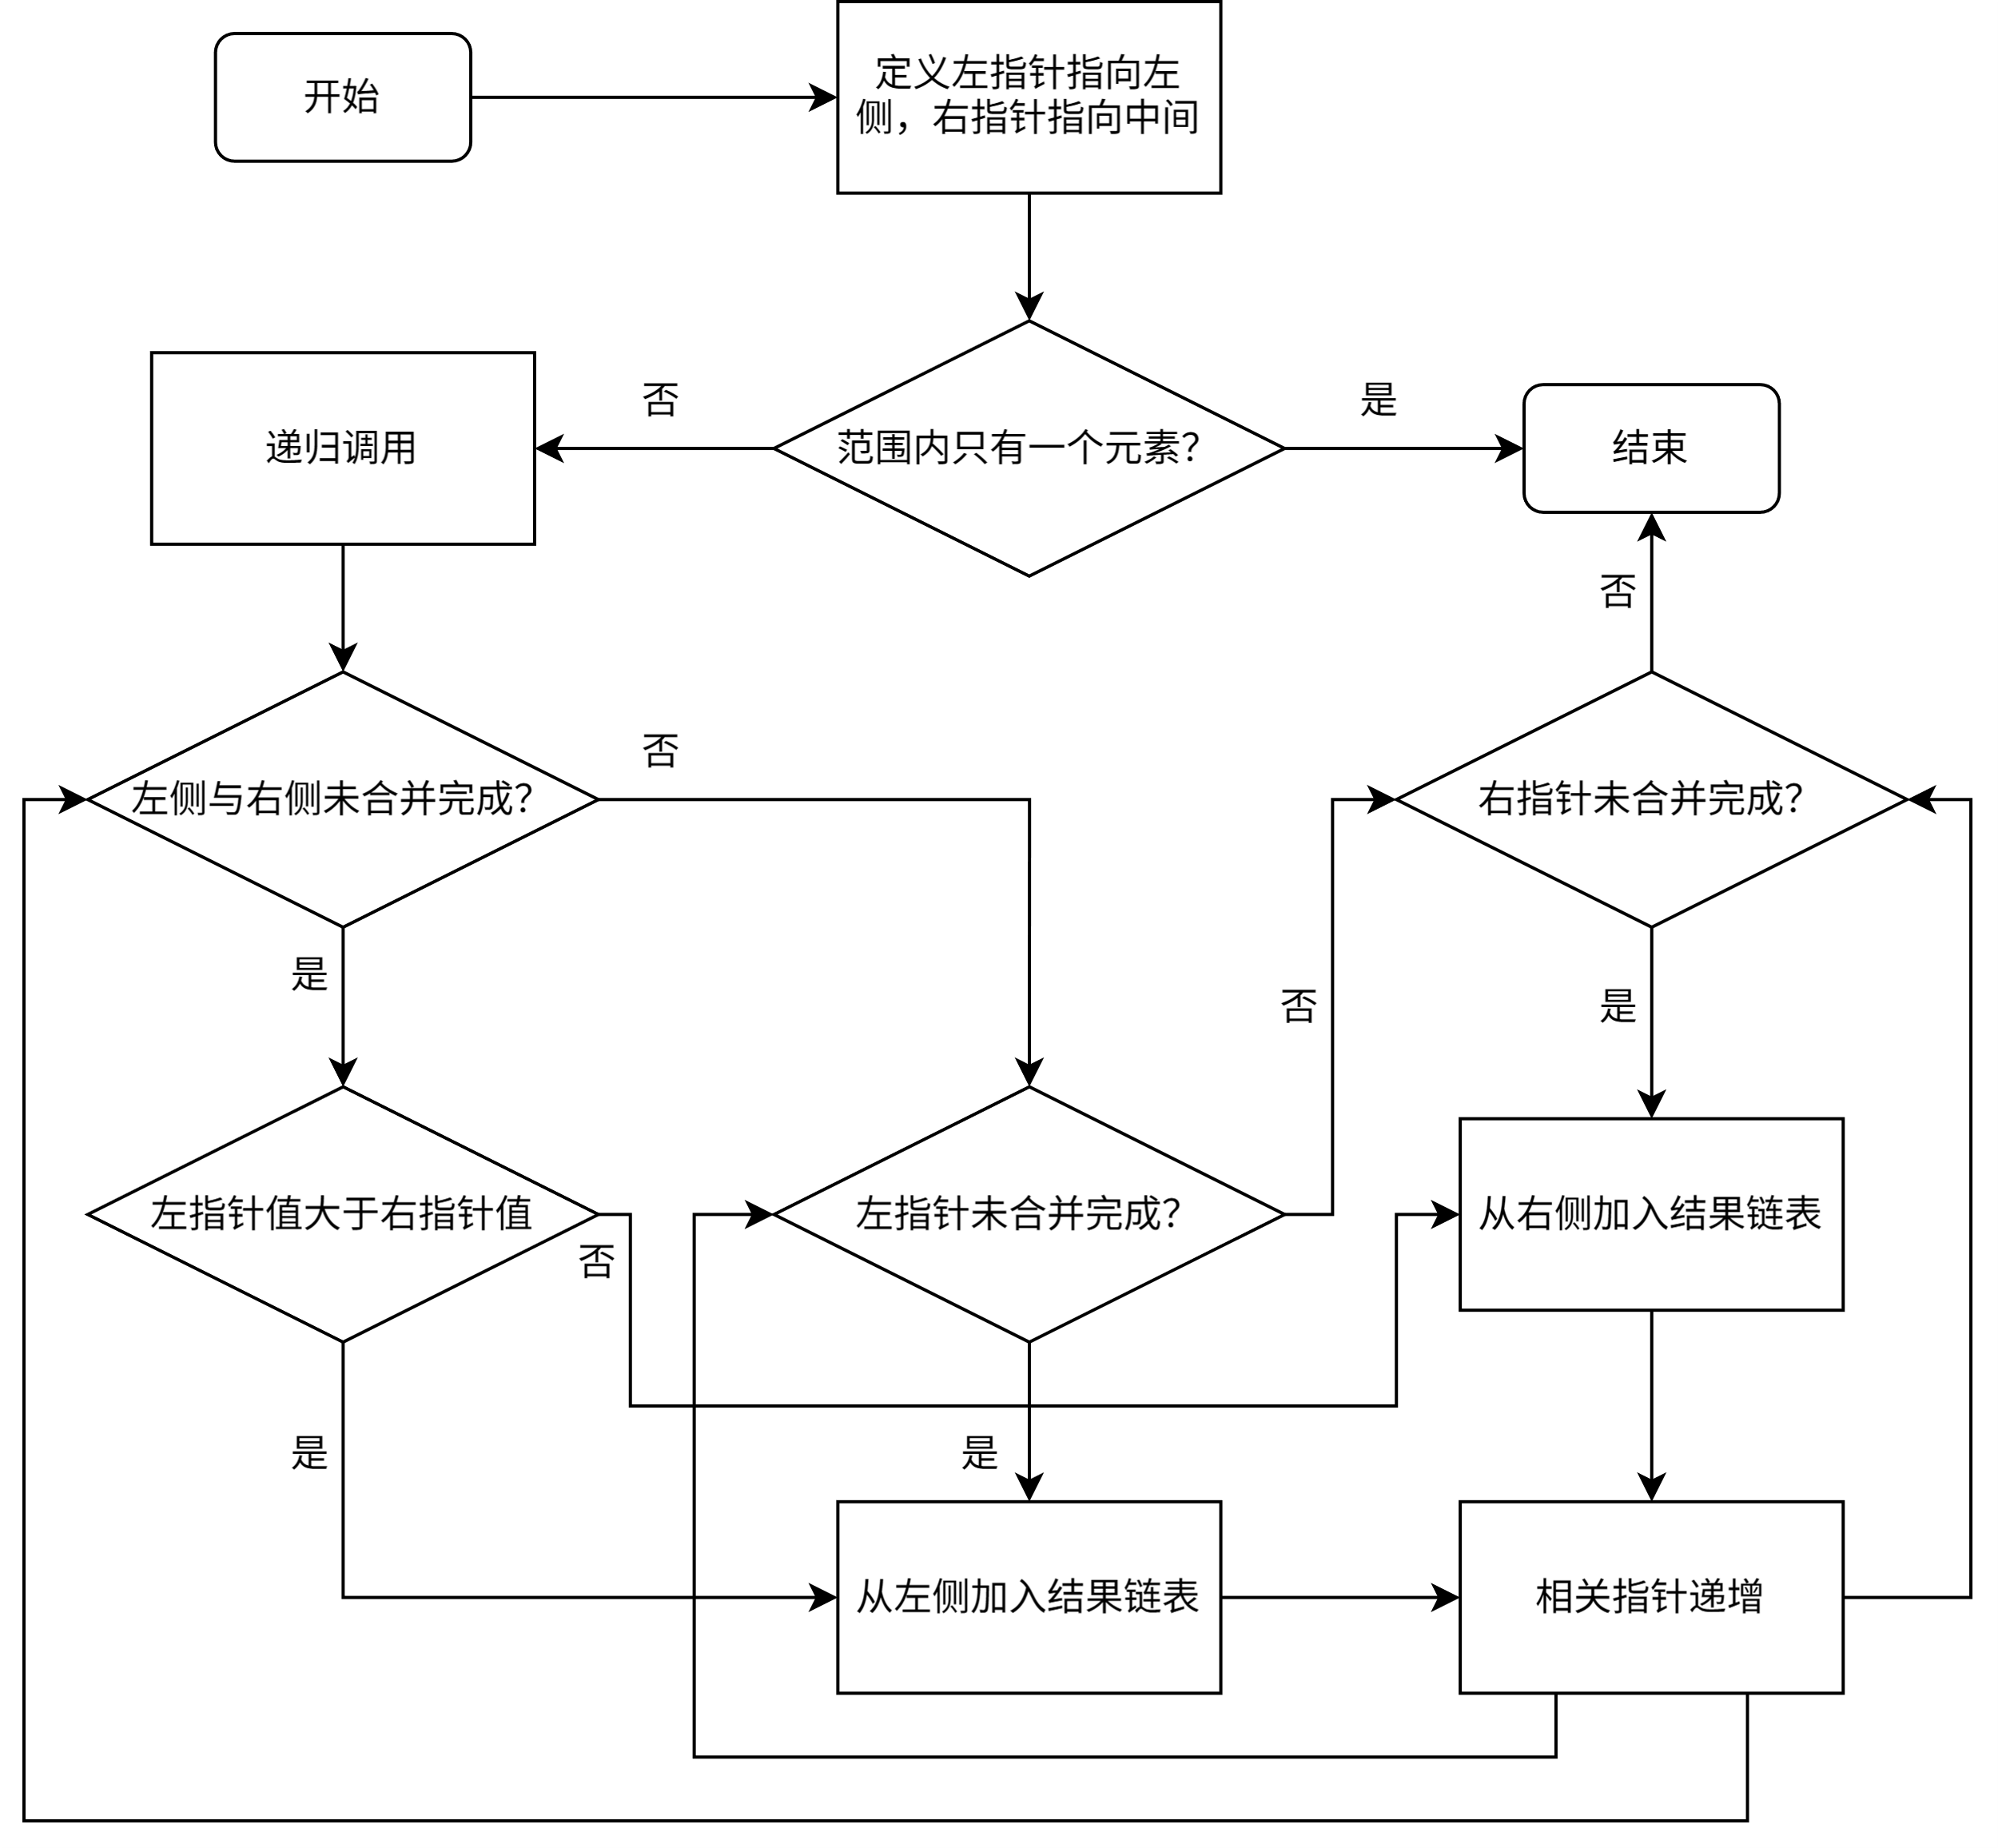 开始
定义左指针指向左
侧，右指针指向中间
否
是
递归调用
范围内只有一个元素？
结束
否
否
左侧与右侧未合并完成？
右指针未合并完成？
是
否
是
左指针值大于右指针值
左指针未合并完成？
从右侧加入结果链表
否
是
是
从左侧加入结果链表
相关指针递增